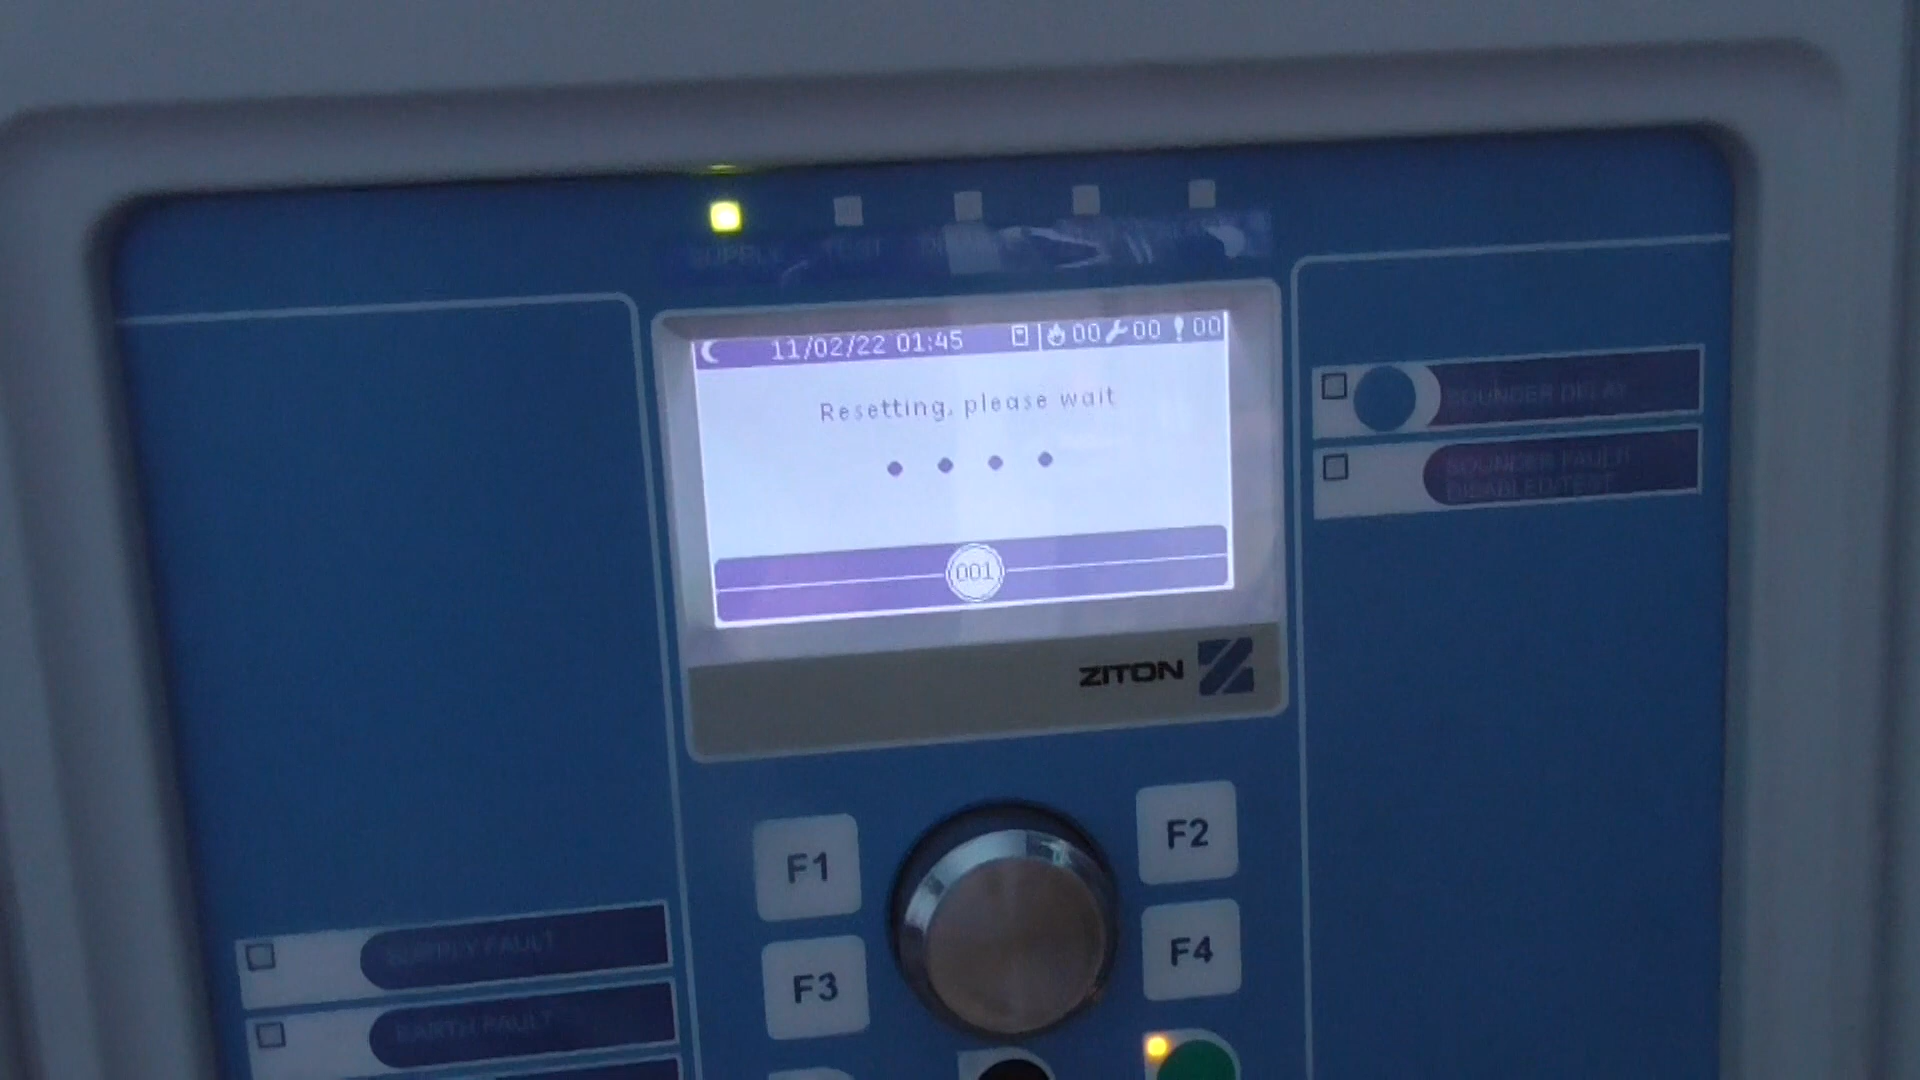 SUPPLY TEST
11/02/22 01:45 00 00 00
Resetting, please wait
001
ZITON
SOUNDER DELAY
SOUNDER FAULT
DISABLED/TEST
F1
F2
F3
F4
SUPPLY FAULT
EARTH FAULT